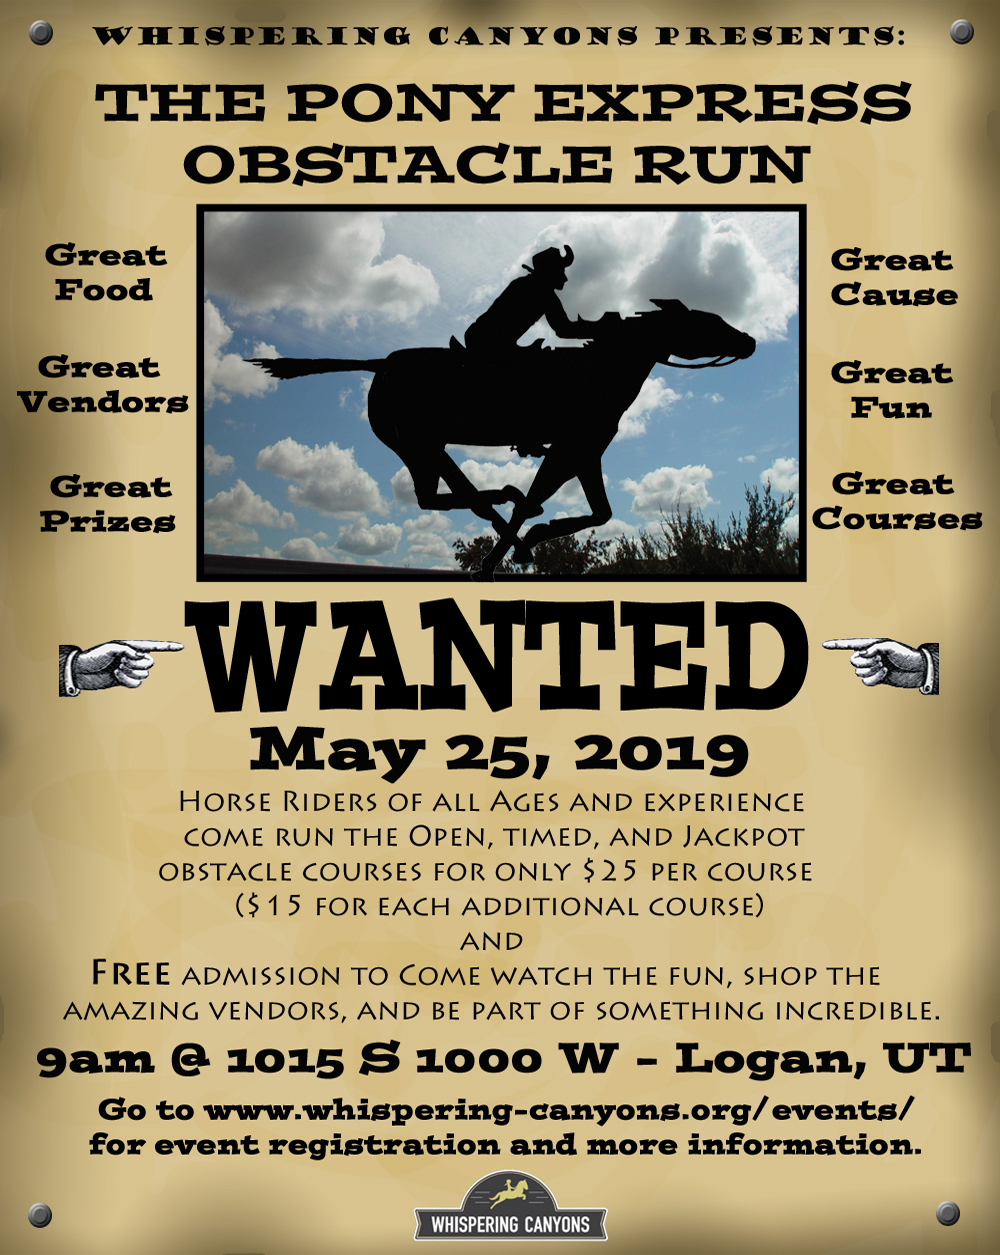 WHISPERING CANYONS PRESENTS:
THE PONY EXPRESS
OBSTACLE RUN
Great
Food
Great
Vendors
Great
Prizes
Great
Cause
Great
Fun
Great
Courses
WANTED
May 25, 2019
HORSE RIDERS OF ALL AGES AND EXPERIENCE
COME RUN THE OPEN, TIMED, AND JACKPOT
OBSTACLE COURSES FOR ONLY $25 PER COURSE
($15 FOR EACH ADDITIONAL COURSE)
AND
FREE ADMISSION TO COME WATCH THE FUN, SHOP THE
AMAZING VENDORS, AND BE PART OF SOMETHING INCREDIBLE.
9am @ 1015 S 1000 W - Logan, UT
Go to www.whispering-canyons.org/events/
for event registration and more information.
WHISPERING CANYONS